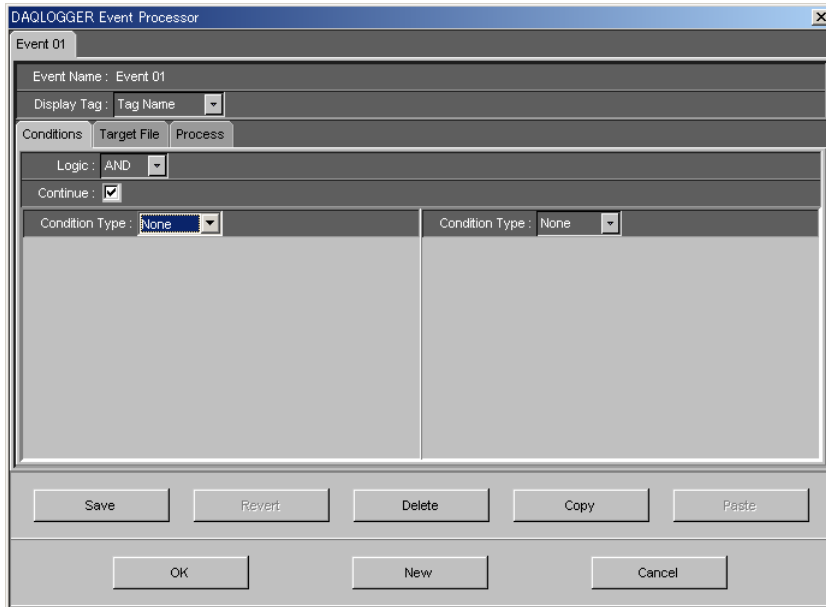 DAQLOGGER Event Processor
Event 01
Event Name : Event 01
Display Tag : Tag Name
Conditions Target File Process
Logic : AND
Continue :
Condition Type : None Condition Type : None
Save Revert Delete Copy Paste
OK New Cancel